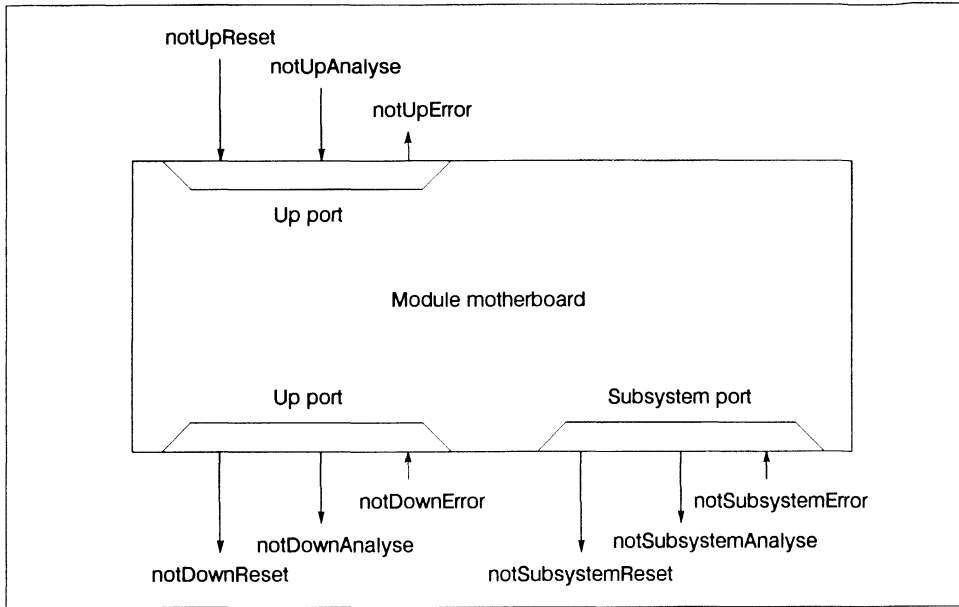 notUpReset
notUpAnalyse
notUpError
Up port
Module motherboard
Up port
Subsystem port
notDownError
notSubsystemError
notDownAnalyse
notSubsystemAnalyse
notDownReset
notSubsystemReset